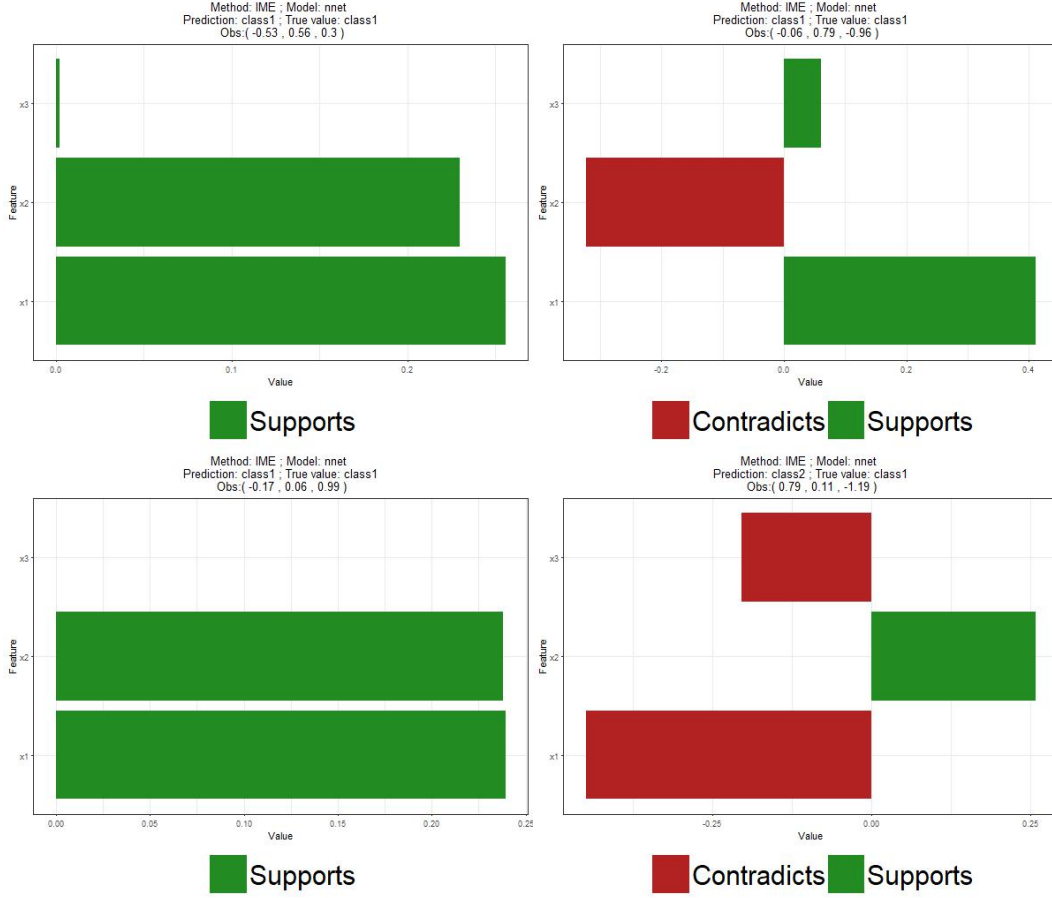 Method: IME ; Model: nnet
Prediction: class1 ; True value: class1
Obs:( -0.53 , 0.56 , 0.3 )
x3
x2
x1
Feature
0.0
0.1
0.2
Value
Supports
Method: IME ; Model: nnet
Prediction: class1 ; True value: class1
Obs:( -0.06 , 0.79 , -0.96 )
x3
x2
x1
Feature
-0.2
0.0
0.2
0.4
Value
Contradicts Supports
Method: IME ; Model: nnet
Prediction: class1 ; True value: class1
Obs:( -0.17 , 0.06 , 0.99 )
x3
x2
x1
Feature
0.00
0.05
0.10
0.15
0.20
0.25
Value
Supports
Method: IME ; Model: nnet
Prediction: class2 ; True value: class1
Obs:( 0.79 , 0.11 , -1.19 )
x3
x2
x1
Feature
-0.25
0.00
0.25
Value
Contradicts Supports